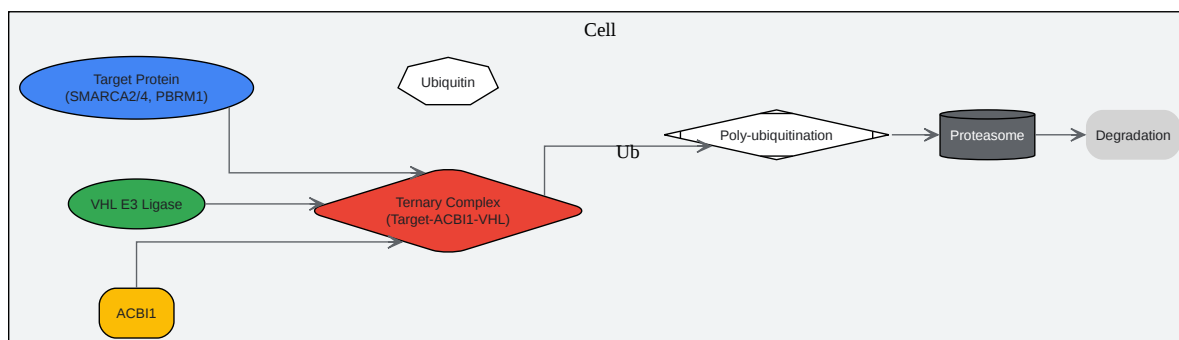 Cell
Target Protein
(SMARCA2/4, PBRM1)
Ubiquitin
Poly-ubiquitination
Proteasome
Degradation
Ub
VHL E3 Ligase
Ternary Complex
(Target-ACBI1-VHL)
ACBI1